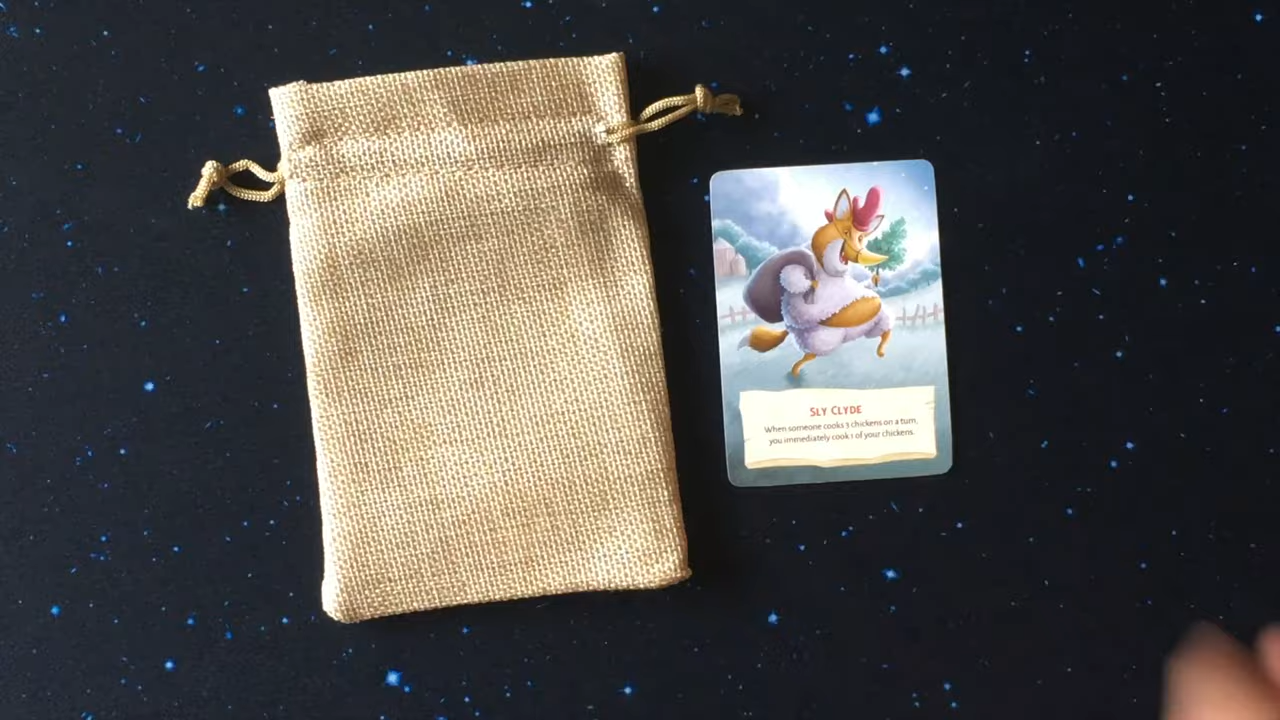 SLY CLYDE
When someone cooks 3 chickens on a turn,
you immediately cook 1 of your chickens.